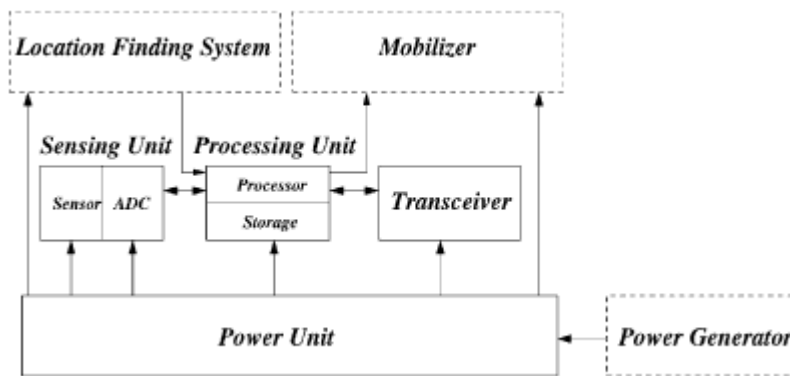 Location Finding System
Mobilizer
Sensing Unit
Processing Unit
Sensor
ADC
Processor
Storage
Transceiver
Power Unit
Power Generator